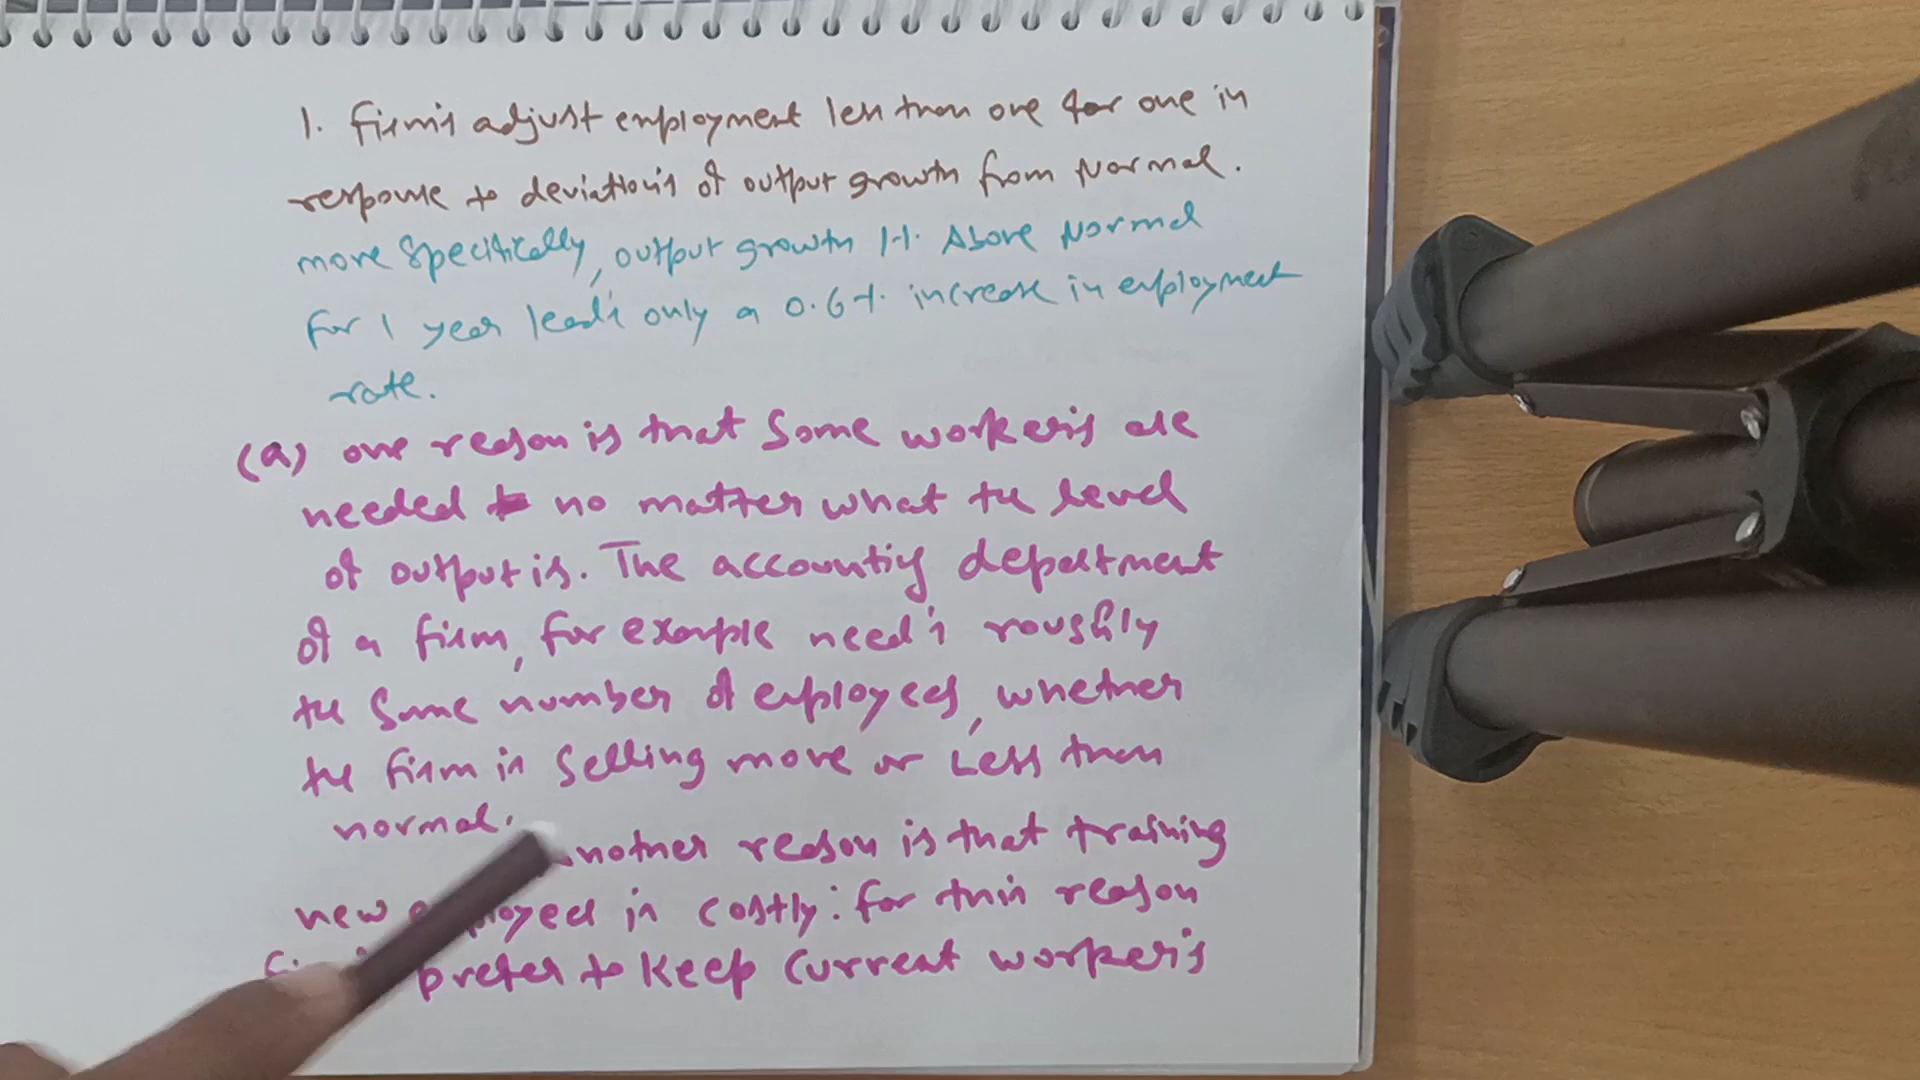 1. Firms adjust employment less than one for one in
response to deviations of output growth from Normal.
more Specifically, output growth 1%. Above Normal
For 1 year leads only a 0.6%. increase in employment
rate.
(a) one reason is that Some workers are
needed no matter what the level
of output is. The accounting department
of a firm, for example needs roughly
the same number of employees, whether
the firm is Selling more or Less than
normal.
another reason is that training
new is costly: for this reason
prefer to Keep Current workers